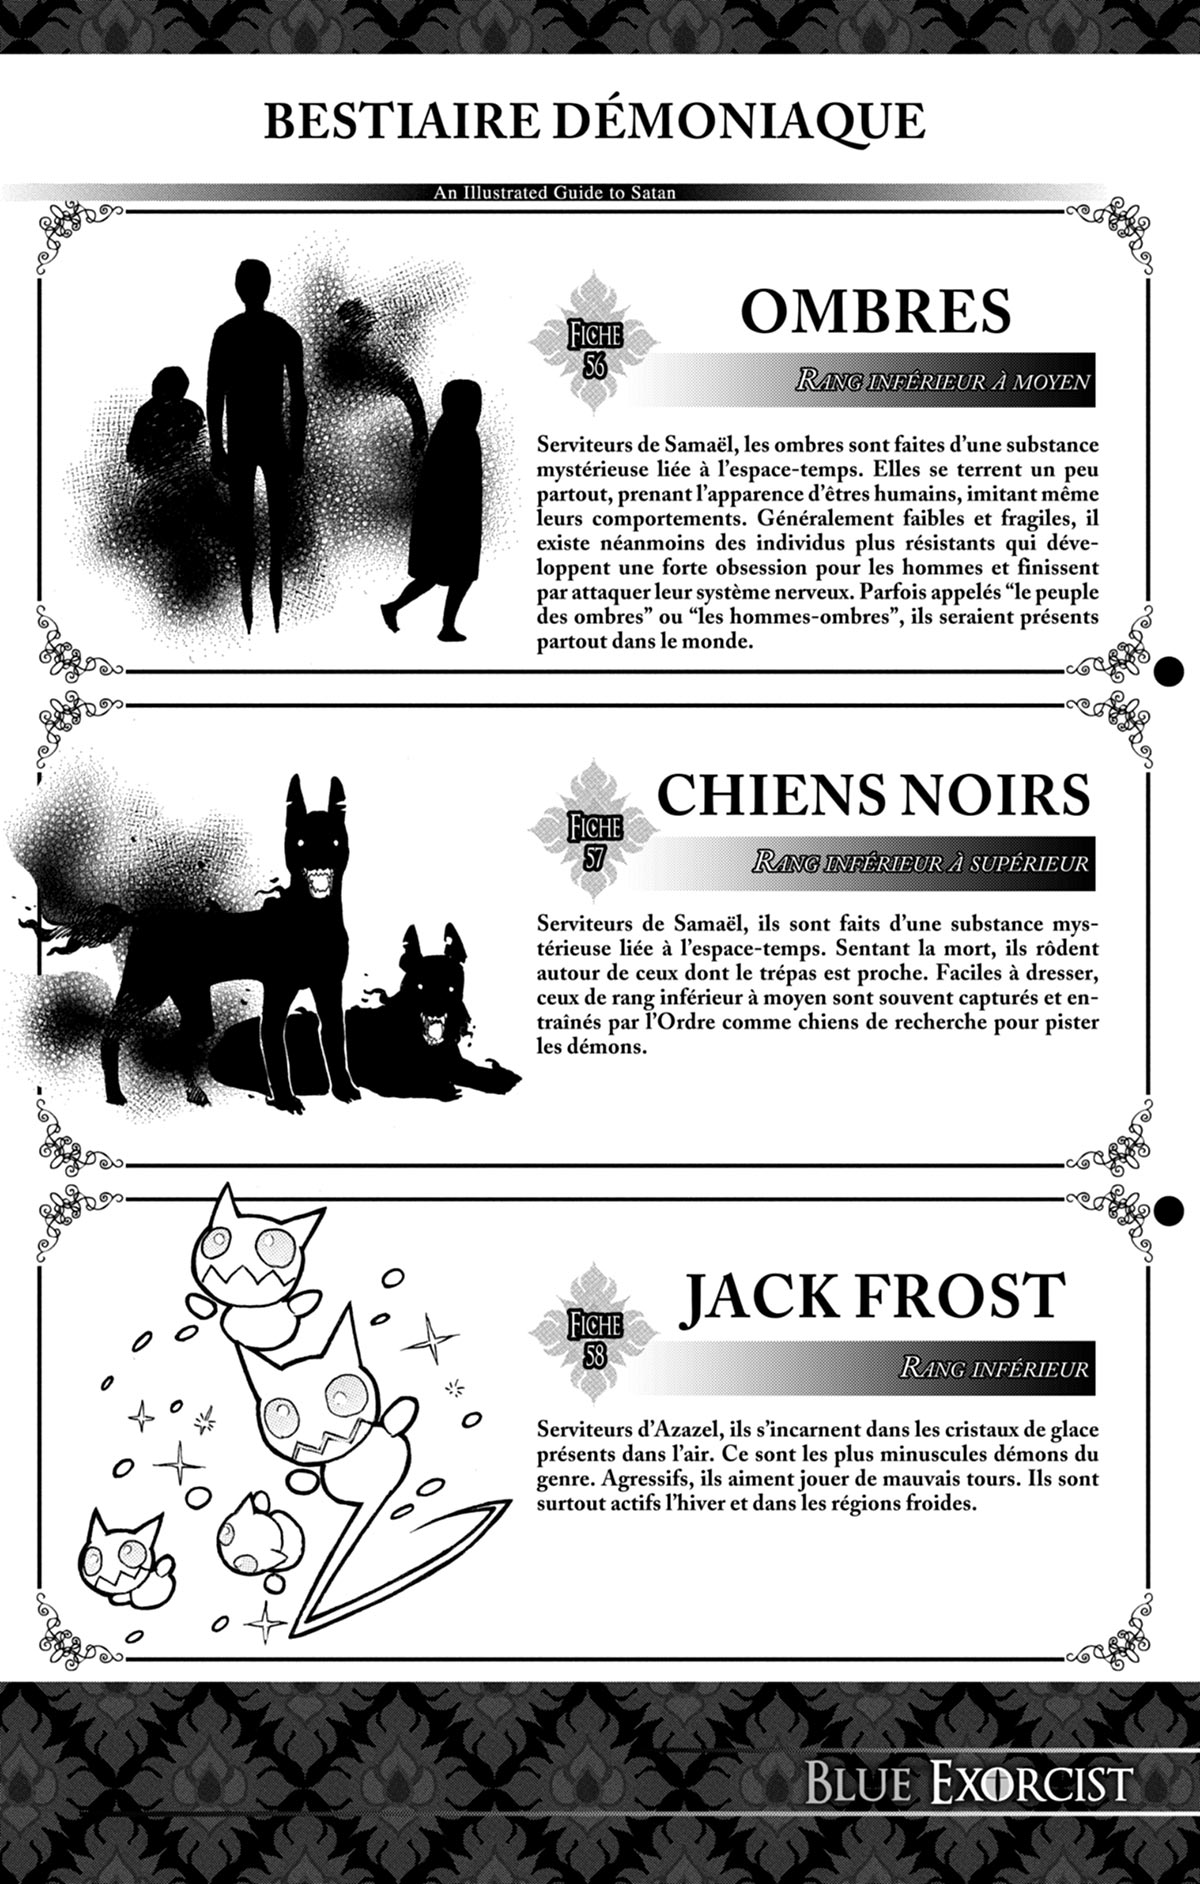 BESTIAIRE DÉMONIAQUE
An Illustrated Guide to Satan
FICHE
56
OMBRES
RANG INFÉRIEUR À MOYEN
Serviteurs de Samaël, les ombres sont faites d'une substance
mystérieuse liée à l'espace-temps. Elles se terrent un peu
partout, prenant l'apparence d'êtres humains, imitant même
leurs comportements. Généralement faibles et fragiles, il
existe néanmoins des individus plus résistants qui déve-
loppent une forte obsession pour les hommes et finissent
par attaquer leur système nerveux. Parfois appelés “le peuple
des ombres” ou “les hommes-ombres”, ils seraient présents
partout dans le monde.
FICHE
57
CHIENS NOIRS
RANG INFÉRIEUR À SUPÉRIEUR
Serviteurs de Samaël, ils sont faits d'une substance mys-
térieuse liée à l'espace-temps. Sentant la mort, ils rôdent
autour de ceux dont le trépas est proche. Faciles à dresser,
ceux de rang inférieur à moyen sont souvent capturés et en-
traînés par l'Ordre comme chiens de recherche pour pister
les démons.
FICHE
58
JACK FROST
RANG INFÉRIEUR
Serviteurs d'Azazel, ils s'incarnent dans les cristaux de glace
présents dans l'air. Ce sont les plus minuscules démons du
genre. Agressifs, ils aiment jouer de mauvais tours. Ils sont
surtout actifs l'hiver et dans les régions froides.
BLUE EXORCIST